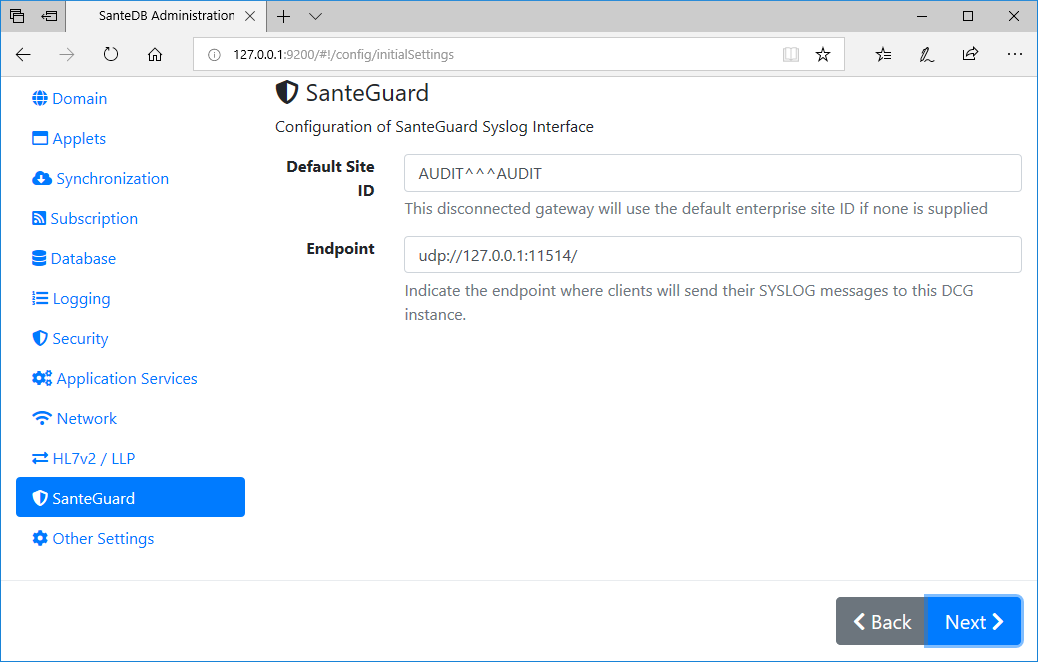 SanteDB Administration
127.0.0.1:9200/#!/config/initialSettings
Domain
Applets
Synchronization
Subscription
Database
Logging
Security
Application Services
Network
HL7v2 / LLP
SanteGuard
Other Settings
SanteGuard
Configuration of SanteGuard Syslog Interface
Default Site
ID
AUDIT^^^AUDIT
This disconnected gateway will use the default enterprise site ID if none is supplied
Endpoint
udp://127.0.0.1:11514/
Indicate the endpoint where clients will send their SYSLOG messages to this DCG
instance.
Back
Next